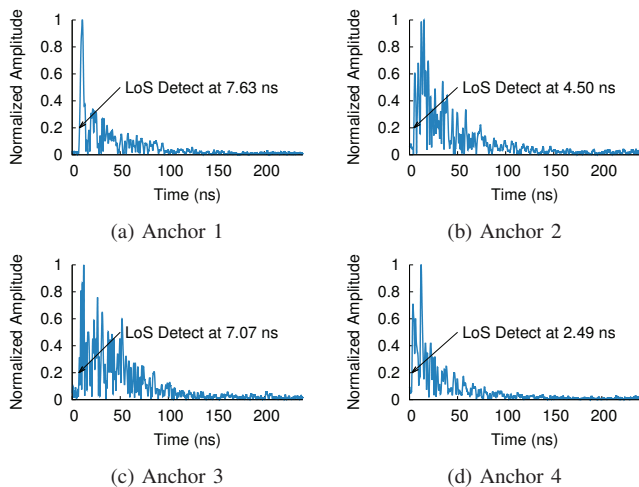 Normalized Amplitude
1
0.8
0.6
0.4
0.2
0
LoS Detect at 7.63 ns
0 50 100 150 200
Time (ns)
(a) Anchor 1
Normalized Amplitude
1
0.8
0.6
0.4
0.2
0
LoS Detect at 4.50 ns
0 50 100 150 200
Time (ns)
(b) Anchor 2
Normalized Amplitude
1
0.8
0.6
0.4
0.2
0
LoS Detect at 7.07 ns
0 50 100 150 200
Time (ns)
(c) Anchor 3
Normalized Amplitude
1
0.8
0.6
0.4
0.2
0
LoS Detect at 2.49 ns
0 50 100 150 200
Time (ns)
(d) Anchor 4